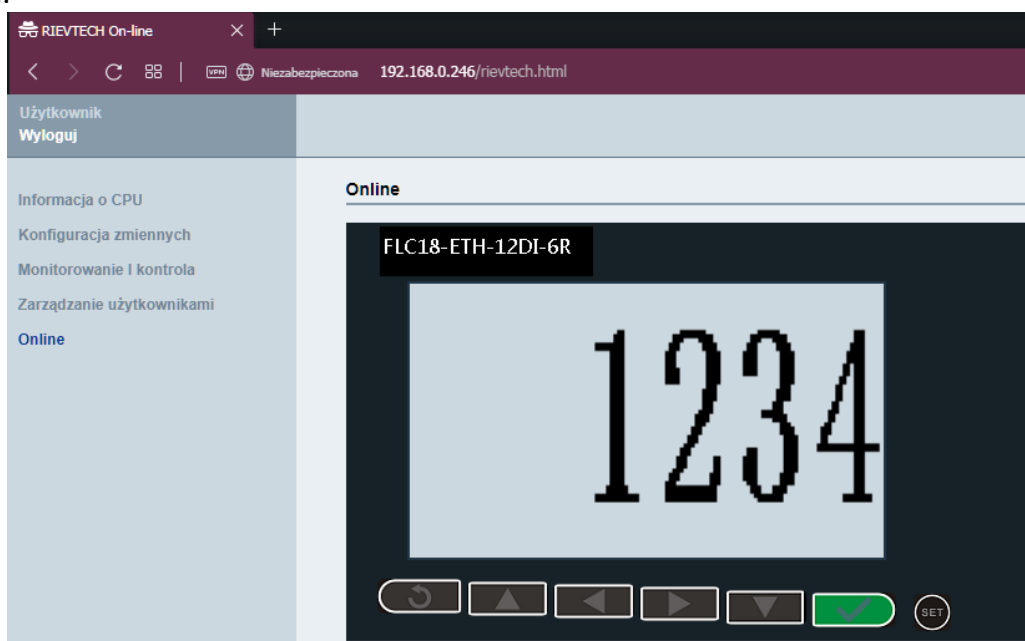 RIEVTECH On-line
VPN Niezabezpieczona 192.168.0.246/rievtech.html
Użytkownik
Wyloguj
Informacja o CPU
Konfiguracja zmiennych
Monitorowanie I kontrola
Zarządzanie użytkownikami
Online
Online
FLC18-ETH-12DI-6R
1234
SET